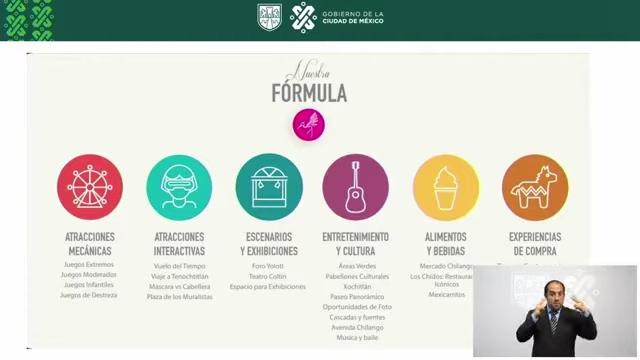 GOBIERNO DE LA
CIUDAD DE MÉXICO
Nuestra
FÓRMULA
ATRACCIONES
MECÁNICAS
Juegos Extremos
Juegos Moderados
Juegos Infantiles
Juegos de Destreza
ATRACCIONES
INTERACTIVAS
Vuelo del Tiempo
Viaje a Tenochtitlán
Máscara vs Cabellera
Plaza de los Muralistas
ESCENARIOS
Y EXHIBICIONES
Foro Yolotl
Teatro Coltín
Espacio para Exhibiciones
ENTRETENIMIENTO
Y CULTURA
Áreas Verdes
Pabellones Culturales
Xochitlán
Paseo Panorámico
Oportunidades de Foto
Cascadas y fuentes
Avenida Chilango
Música y baile
ALIMENTOS
Y BEBIDAS
Mercado Chilango
Los Chidos: Restaura
Icónicos
Mexicarritos
EXPERIENCIAS
DE COMPRA